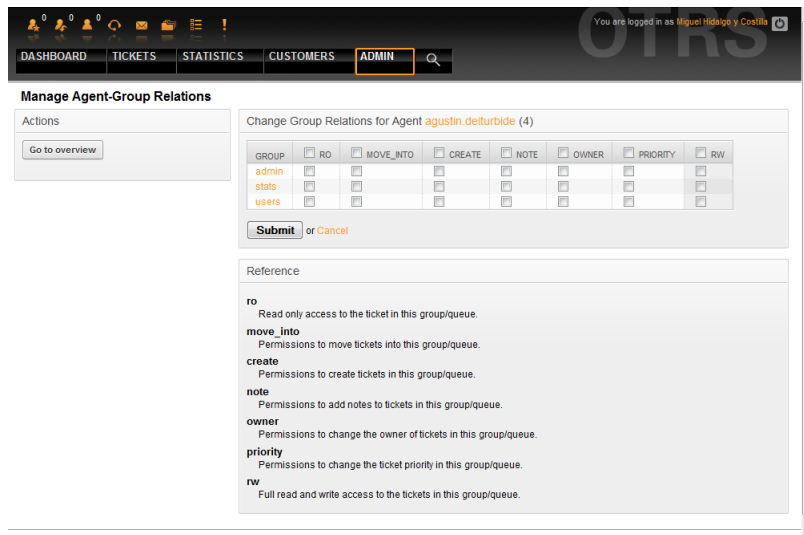 0 0 0
You are logged in as Miguel Hidalgo y Costilla
OTRS
DASHBOARD TICKETS STATISTICS CUSTOMERS ADMIN
Manage Agent-Group Relations
Actions
Go to overview
Change Group Relations for Agent agustin.deiturbide (4)
GROUP RO MOVE_INTO CREATE NOTE OWNER PRIORITY RW
admin
stats
users
Submit or Cancel
Reference
ro
Read only access to the ticket in this group/queue.
move_into
Permissions to move tickets into this group/queue.
create
Permissions to create tickets in this group/queue.
note
Permissions to add notes to tickets in this group/queue.
owner
Permissions to change the owner of tickets in this group/queue.
priority
Permissions to change the ticket priority in this group/queue.
rw
Full read and write access to the tickets in this group/queue.